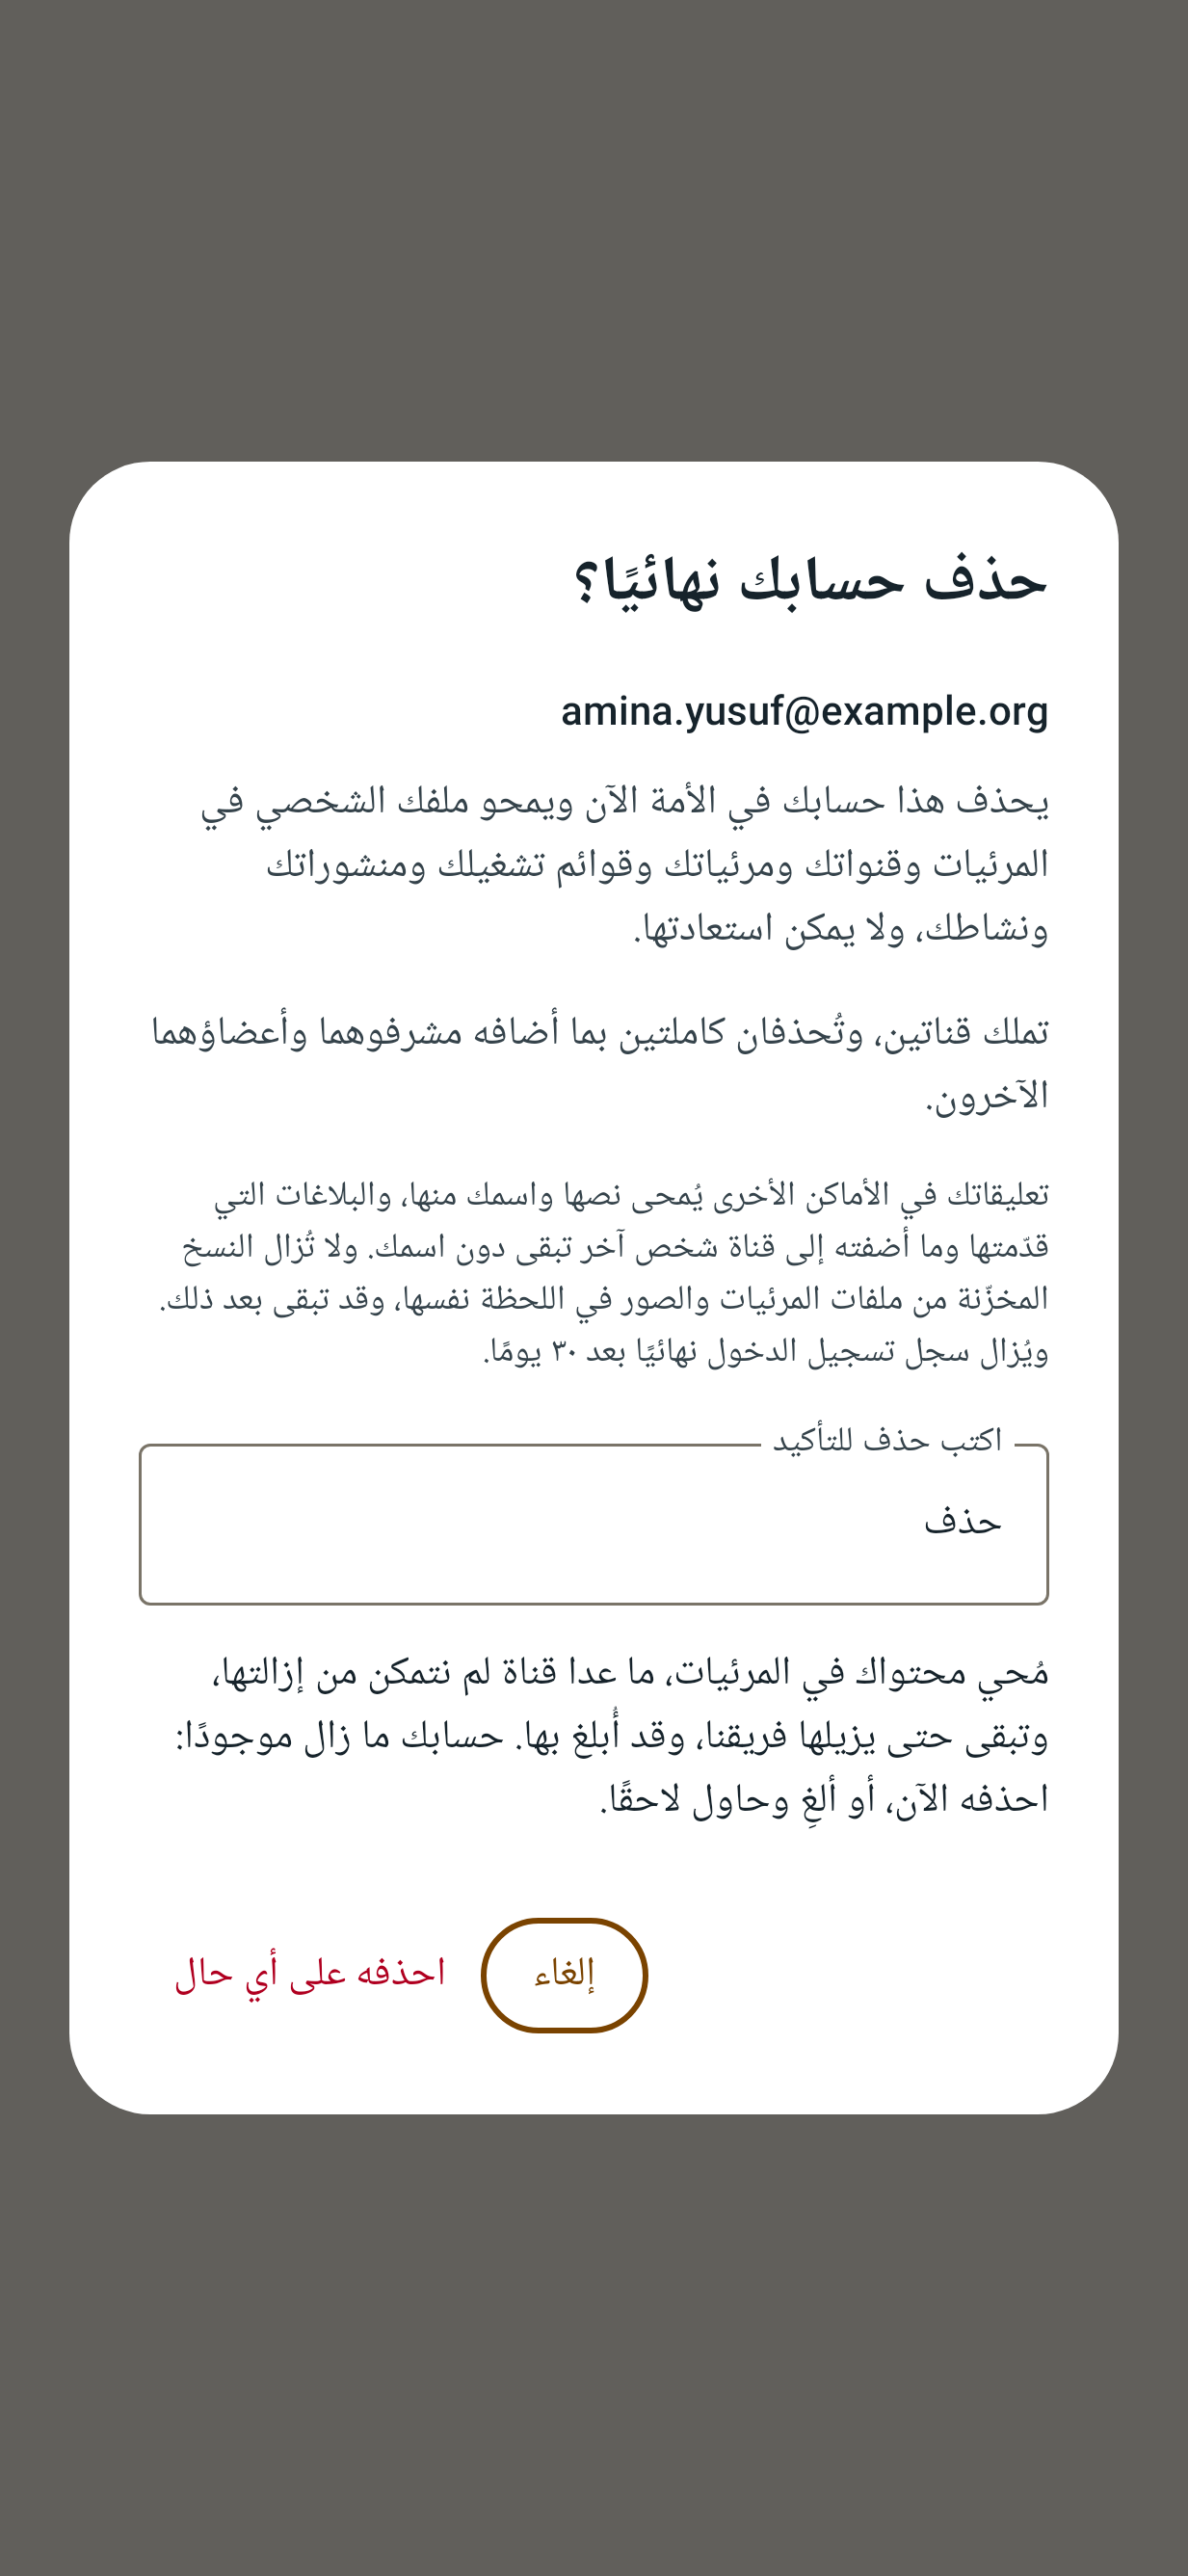 حذف حسابك نهائيًا؟
amina.yusuf@example.org
يحذف هذا حسابك في الأمة الآن ويمحو ملفك الشخصي في
المرئيات وقنواتك ومرئياتك وقوائم تشغيلك ومنشوراتك
ونشاطك، ولا يمكن استعادتها.
تملك قناتين، وتُحذفان كاملتين بما أضافه مشرفوهما وأعضاؤهما
الآخرون.
تعليقاتك في الأماكن الأخرى يُمحى نصها واسمك منها، والبلاغات التي
قدّمتها وما أضفته إلى قناة شخص آخر تبقى دون اسمك. ولا تُزال النسخ
المخزّنة من ملفات المرئيات والصور في اللحظة نفسها، وقد تبقى بعد ذلك.
ويُزال سجل تسجيل الدخول نهائيًا بعد ٣٠ يومًا.
اكتب حذف للتأكيد
حذف
مُحي محتواك في المرئيات، ما عدا قناة لم نتمكن من إزالتها،
وتبقى حتى يزيلها فريقنا، وقد أُبلغ بها. حسابك ما زال موجودًا:
احذفه الآن، أو ألغِ وحاول لاحقًا.
إلغاء
احذفه على أي حال